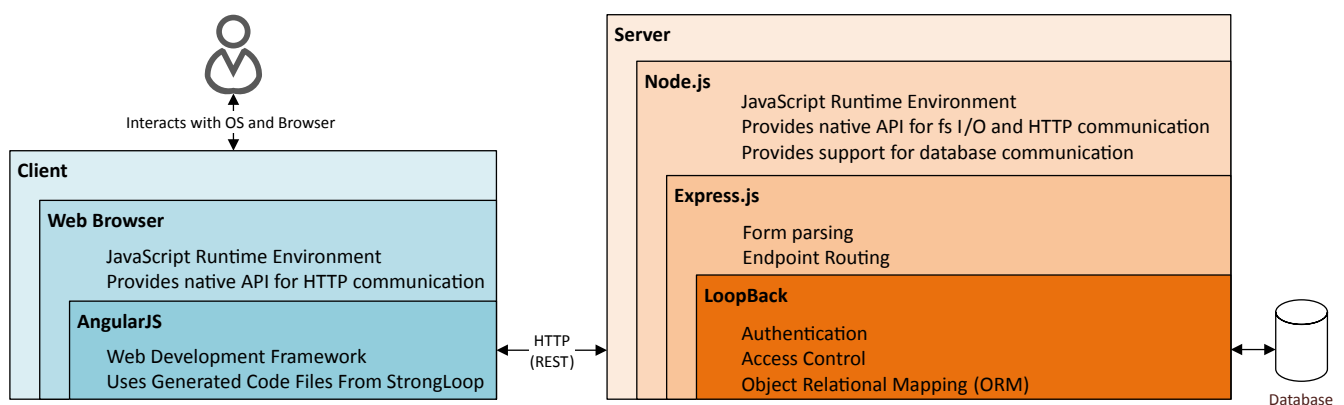 Interacts with OS and Browser
Client
Web Browser
JavaScript Runtime Environment
Provides native API for HTTP communication
AngularJS
Web Development Framework
Uses Generated Code Files From StrongLoop
HTTP
(REST)
Server
Node.js
JavaScript Runtime Environment
Provides native API for fs I/O and HTTP communication
Provides support for database communication
Express.js
Form parsing
Endpoint Routing
LoopBack
Authentication
Access Control
Object Relational Mapping (ORM)
Database